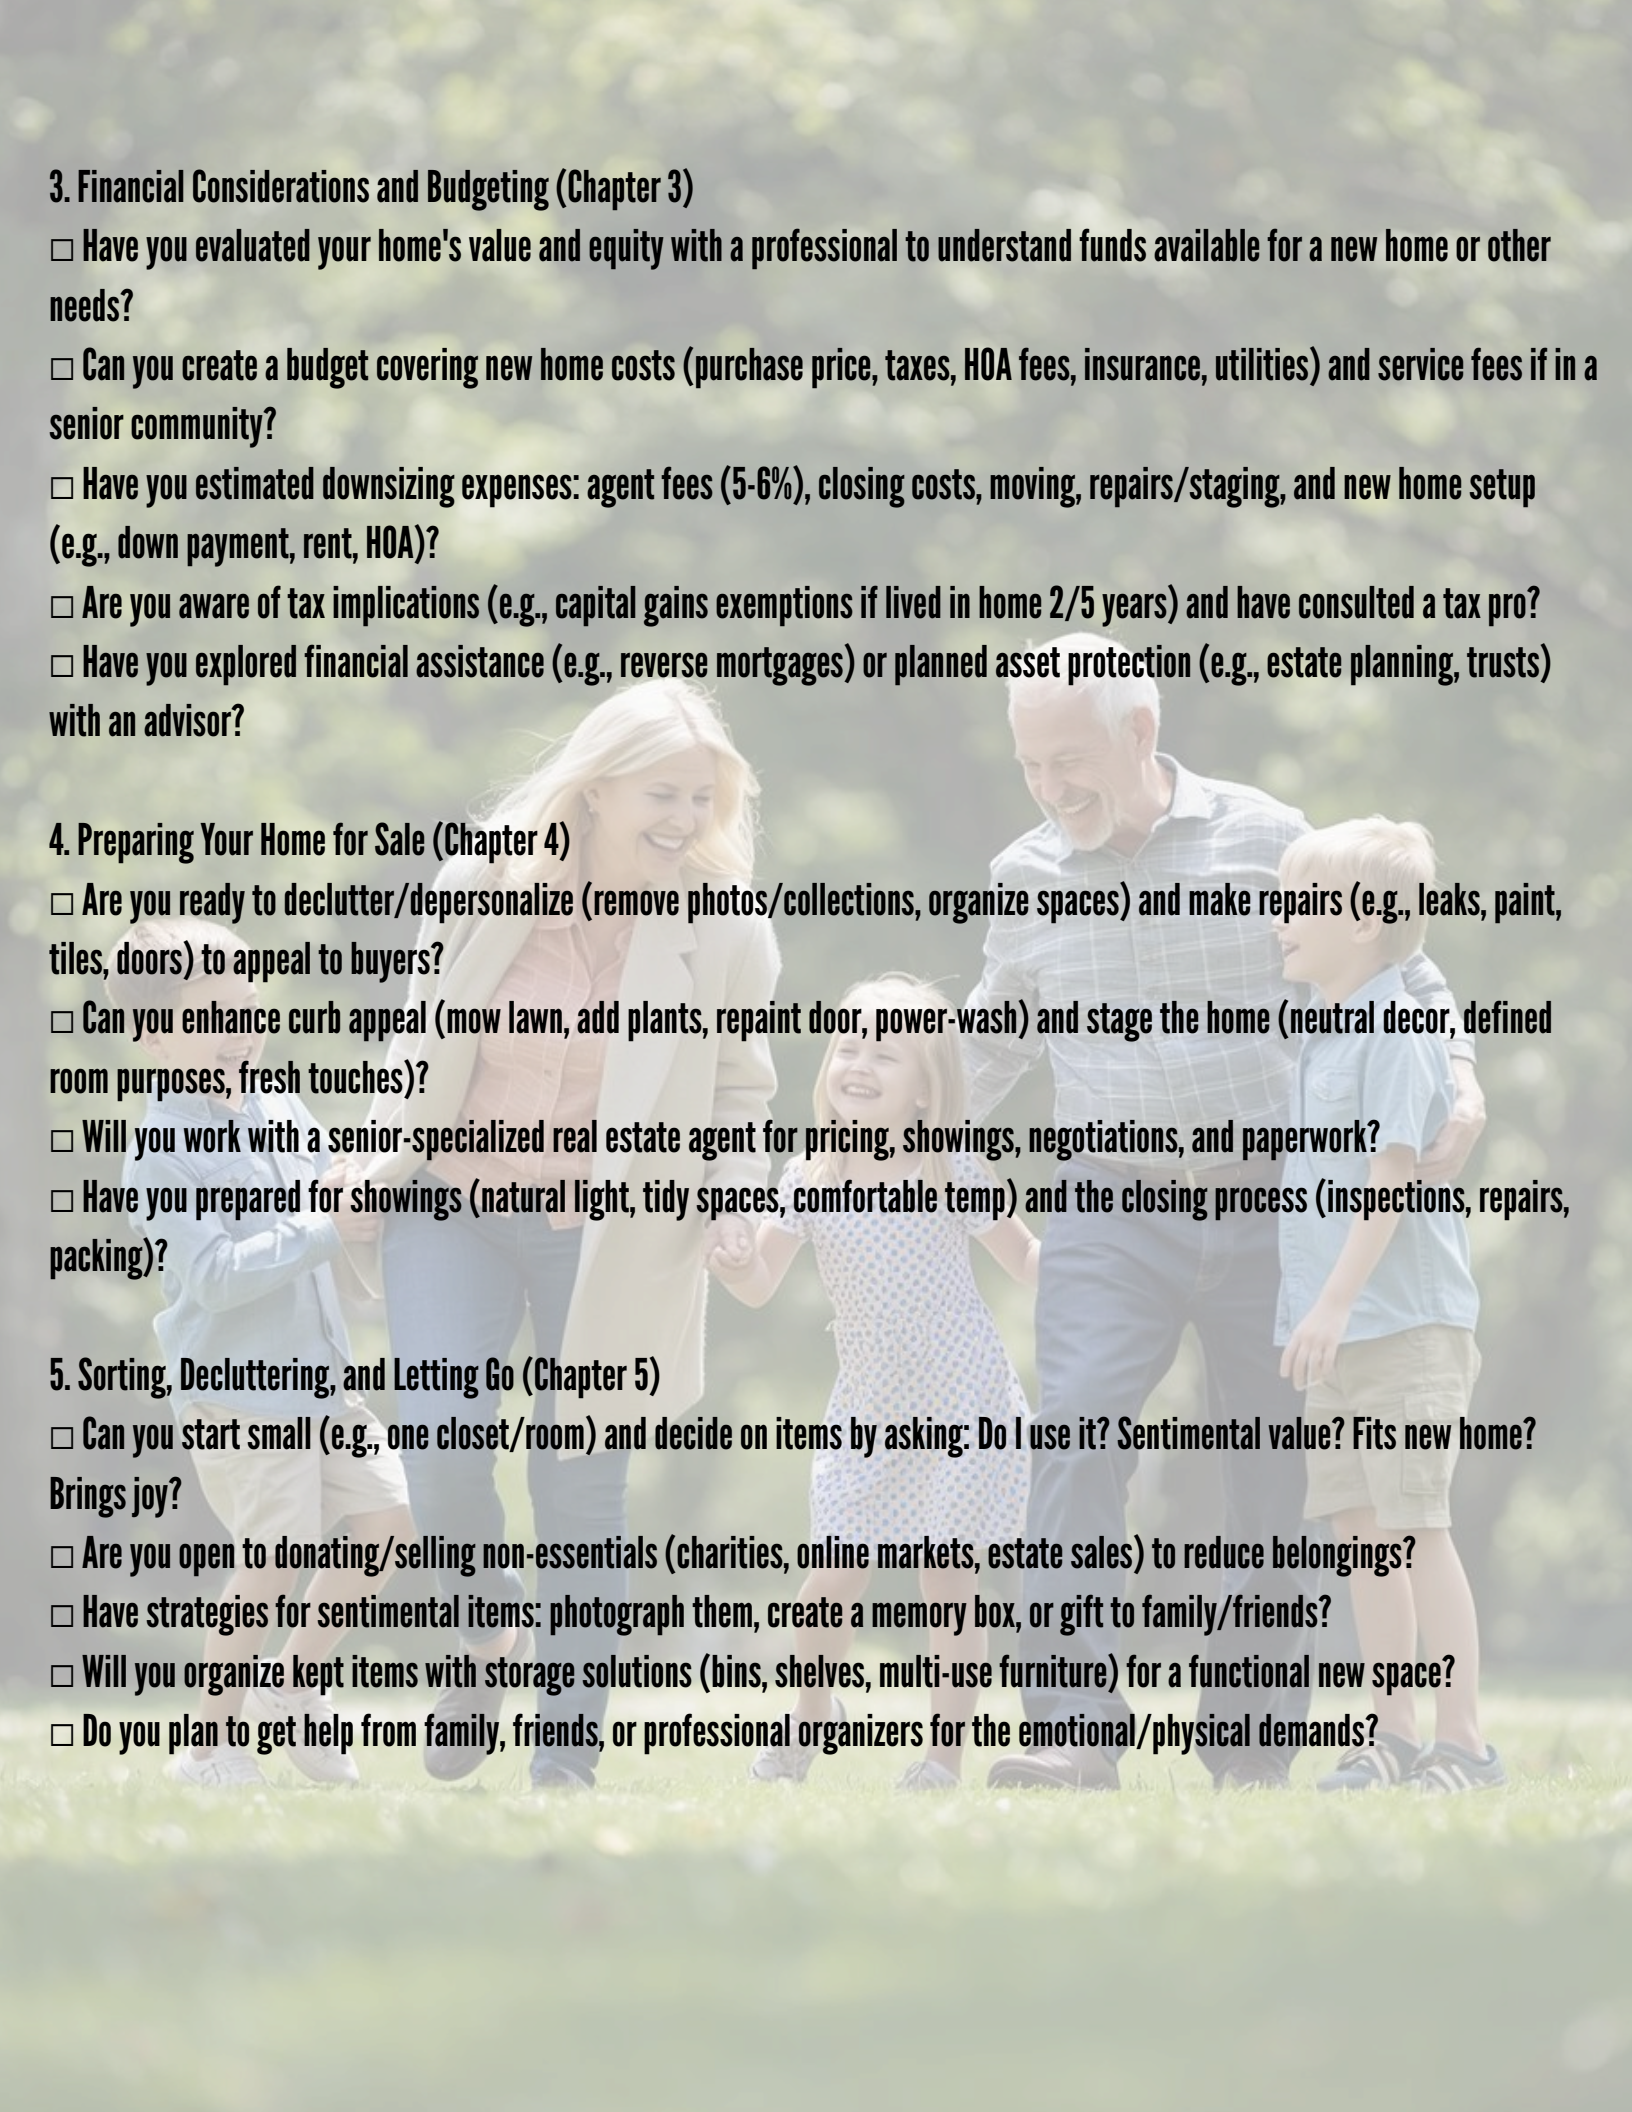 3. Financial Considerations and Budgeting (Chapter 3)
□ Have you evaluated your home's value and equity with a professional to understand funds available for a new home or other
needs?
□ Can you create a budget covering new home costs (purchase price, taxes, HOA fees, insurance, utilities) and service fees if in a
senior community?
□ Have you estimated downsizing expenses: agent fees (5-6%), closing costs, moving, repairs/staging, and new home setup
(e.g., down payment, rent, HOA)?
□ Are you aware of tax implications (e.g., capital gains exemptions if lived in home 2/5 years) and have consulted a tax pro?
□ Have you explored financial assistance (e.g., reverse mortgages) or planned asset protection (e.g., estate planning, trusts)
with an advisor?
4. Preparing Your Home for Sale (Chapter 4)
□ Are you ready to declutter/depersonalize (remove photos/collections, organize spaces) and make repairs (e.g., leaks, paint,
tiles, doors) to appeal to buyers?
□ Can you enhance curb appeal (mow lawn, add plants, repaint door, power-wash) and stage the home (neutral decor, defined
room purposes, fresh touches)?
□ Will you work with a senior-specialized real estate agent for pricing, showings, negotiations, and paperwork?
□ Have you prepared for showings (natural light, tidy spaces, comfortable temp) and the closing process (inspections, repairs,
packing)?
5. Sorting, Decluttering, and Letting Go (Chapter 5)
□ Can you start small (e.g., one closet/room) and decide on items by asking: Do I use it? Sentimental value? Fits new home?
Brings joy?
□ Are you open to donating/selling non-essentials (charities, online markets, estate sales) to reduce belongings?
□ Have strategies for sentimental items: photograph them, create a memory box, or gift to family/friends?
□ Will you organize kept items with storage solutions (bins, shelves, multi-use furniture) for a functional new space?
□ Do you plan to get help from family, friends, or professional organizers for the emotional/physical demands?